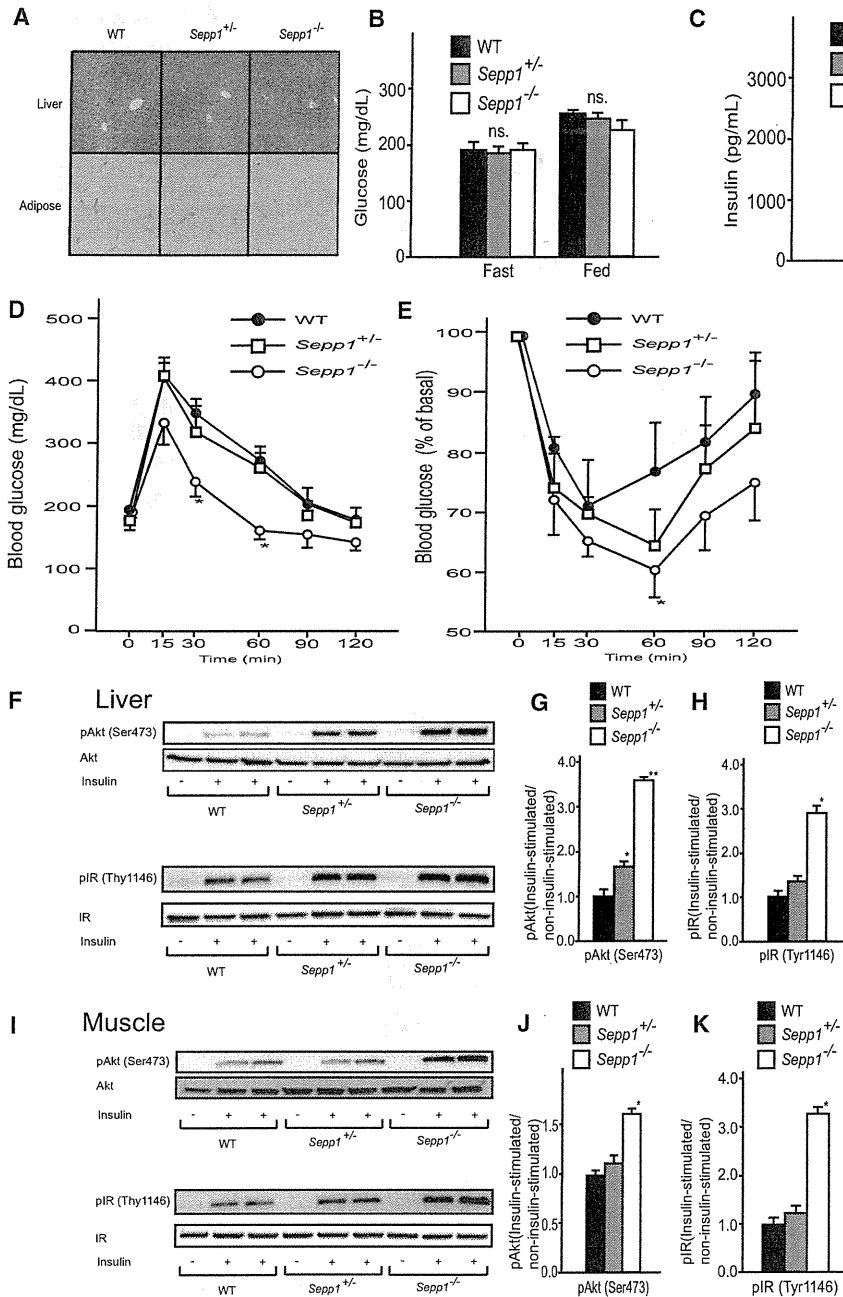 A
WT Sepp1+/- Sepp1-/-
Liver
Adipose
B
WT
Sepp1+/-
Sepp1-/-
Glucose (mg/dL)
300
200
100
0
ns.
ns.
Fast Fed
C
Insulin (pg/mL)
3000
2000
1000
0
D
Blood glucose (mg/dL)
500
400
300
200
100
0
WT
Sepp1+/-
Sepp1-/-
*
*
0 15 30 60 90 120
Time (min)
E
Blood glucose (% of basal)
100
90
80
70
60
50
WT
Sepp1+/-
Sepp1-/-
*
0 15 30 60 90 120
Time (min)
F Liver
pAkt (Ser473)
Akt
Insulin - + + - + + - + +
WT Sepp1+/- Sepp1-/-
pIR (Thy1146)
IR
Insulin - + + - + + - + +
WT Sepp1+/- Sepp1-/-
G
WT
Sepp1+/-
Sepp1-/-
pAkt(Insulin-stimulated/
non-insulin-stimulated)
4.0
3.0
2.0
1.0
0.0
*
**
pAkt (Ser473)
H
WT
Sepp1+/-
Sepp1-/-
pIR(Insulin-stimulated/
non-insulin-stimulated)
4.0
3.0
2.0
1.0
0.0
*
pIR (Tyr1146)
I Muscle
pAkt (Ser473)
Akt
Insulin - + + - + + - + +
WT Sepp1+/- Sepp1-/-
pIR (Thy1146)
IR
Insulin - + + - + + - + +
WT Sepp1+/- Sepp1-/-
J
WT
Sepp1+/-
Sepp1-/-
pAkt(Insulin-stimulated/
non-insulin-stimulated)
1.5
1.0
0.5
0.0
*
pAkt (Ser473)
K
WT
Sepp1+/-
Sepp1-/-
pIR(Insulin-stimulated/
non-insulin-stimulated)
4.0
3.0
2.0
1.0
0.0
*
pIR (Tyr1146)